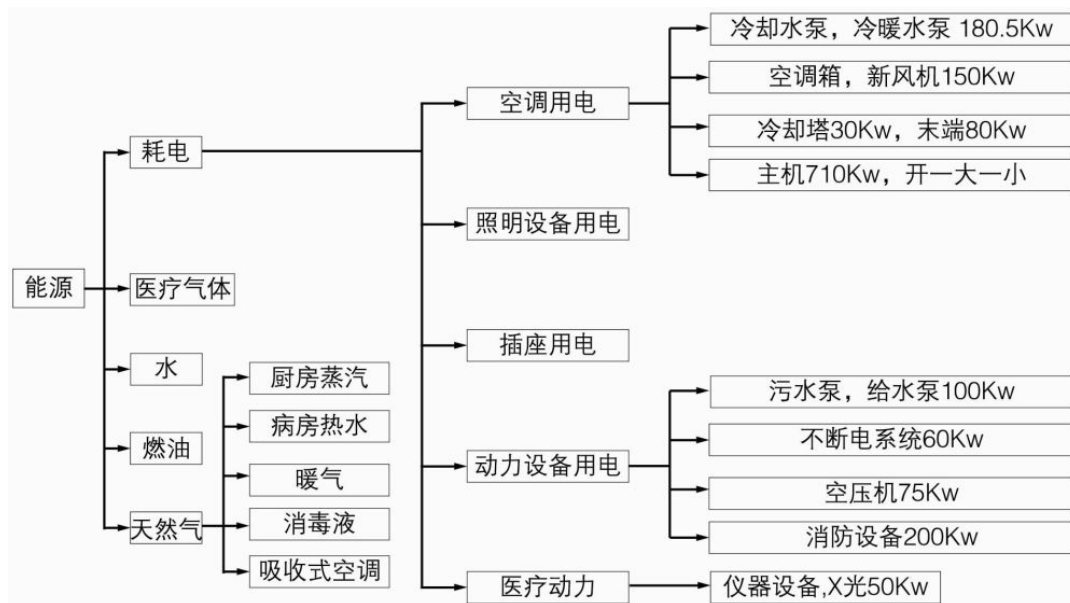 能源
耗电
医疗气体
水
燃油
天然气
厨房蒸汽
病房热水
暖气
消毒液
吸收式空调
空调用电
照明设备用电
插座用电
动力设备用电
医疗动力
冷却水泵，冷暖水泵 180.5Kw
空调箱，新风机150Kw
冷却塔30Kw，末端80Kw
主机710Kw，开一大一小
污水泵，给水泵100Kw
不断电系统60Kw
空压机75Kw
消防设备200Kw
仪器设备,X光50Kw